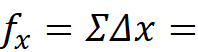 fₓ = ΣΔx =